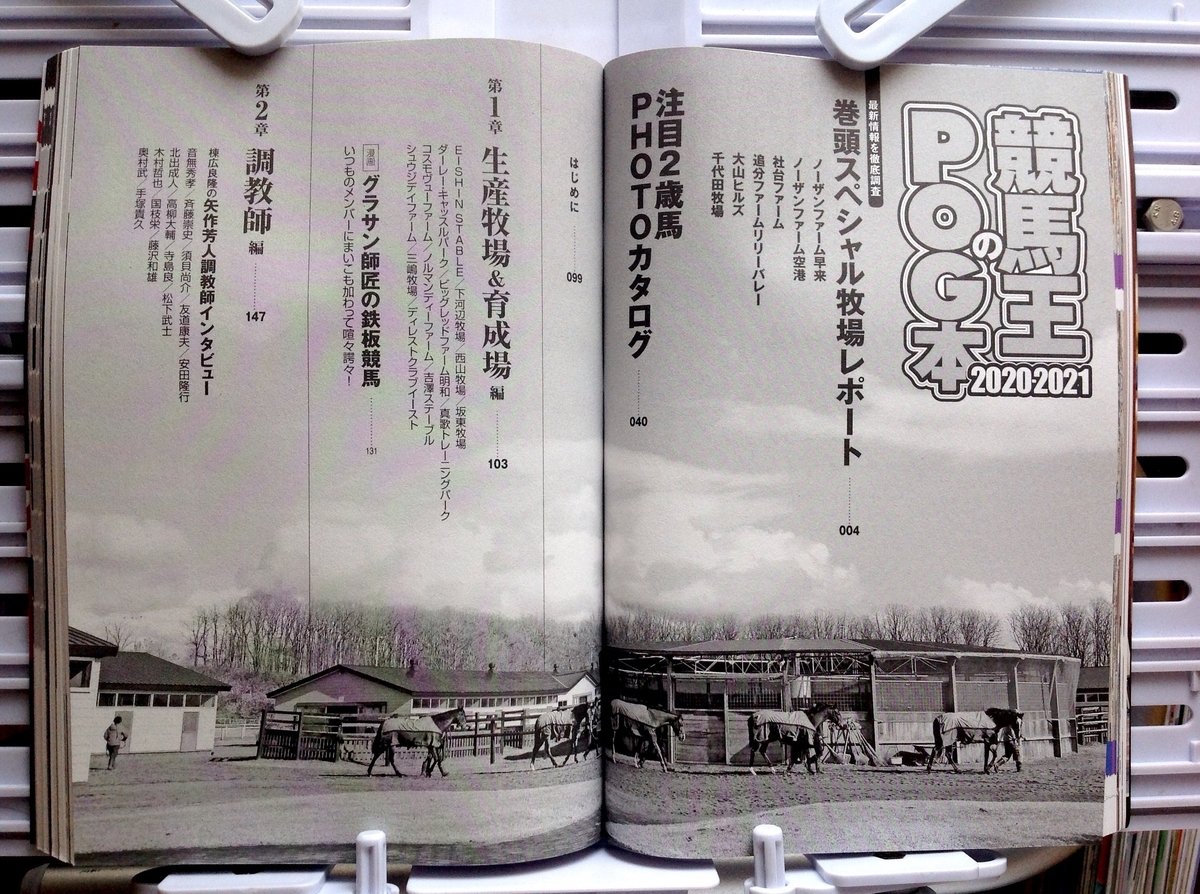 競馬王の
POG本
2020-2021
最新情報を徹底調査
巻頭スペシャル牧場レポート…………004
ノーザンファーム早来
ノーザンファーム空港
社台ファーム
追分ファームリリーバレー
大山ヒルズ
千代田牧場
注目2歳馬
PHOTOカタログ…………040
はじめに…………099
第1章 生産牧場&育成場 編…………103
EISHIN STABLE/下河辺牧場/西山牧場/坂東牧場
ダーレー・キャッスルパーク/ビッグレッドファーム明和/真歌トレーニングパーク
コスモヴューファーム/ノルマンディーファーム/吉澤ステーブル
シュウジデイファーム/三嶋牧場/ディレストクラブイースト
漫画 グラサン師匠の鉄板競馬…………131
いつものメンバーにまいこも加わって喧々諤々!
第2章 調教師 編…………147
棟広良隆の矢作芳人調教師インタビュー
音無秀孝/斉藤崇史/須貝尚介/友道康夫/安田隆行
北出成人/高柳大輔/寺島良/松下武士
木村哲也/国枝栄/藤沢和雄
奥村武/手塚貴久